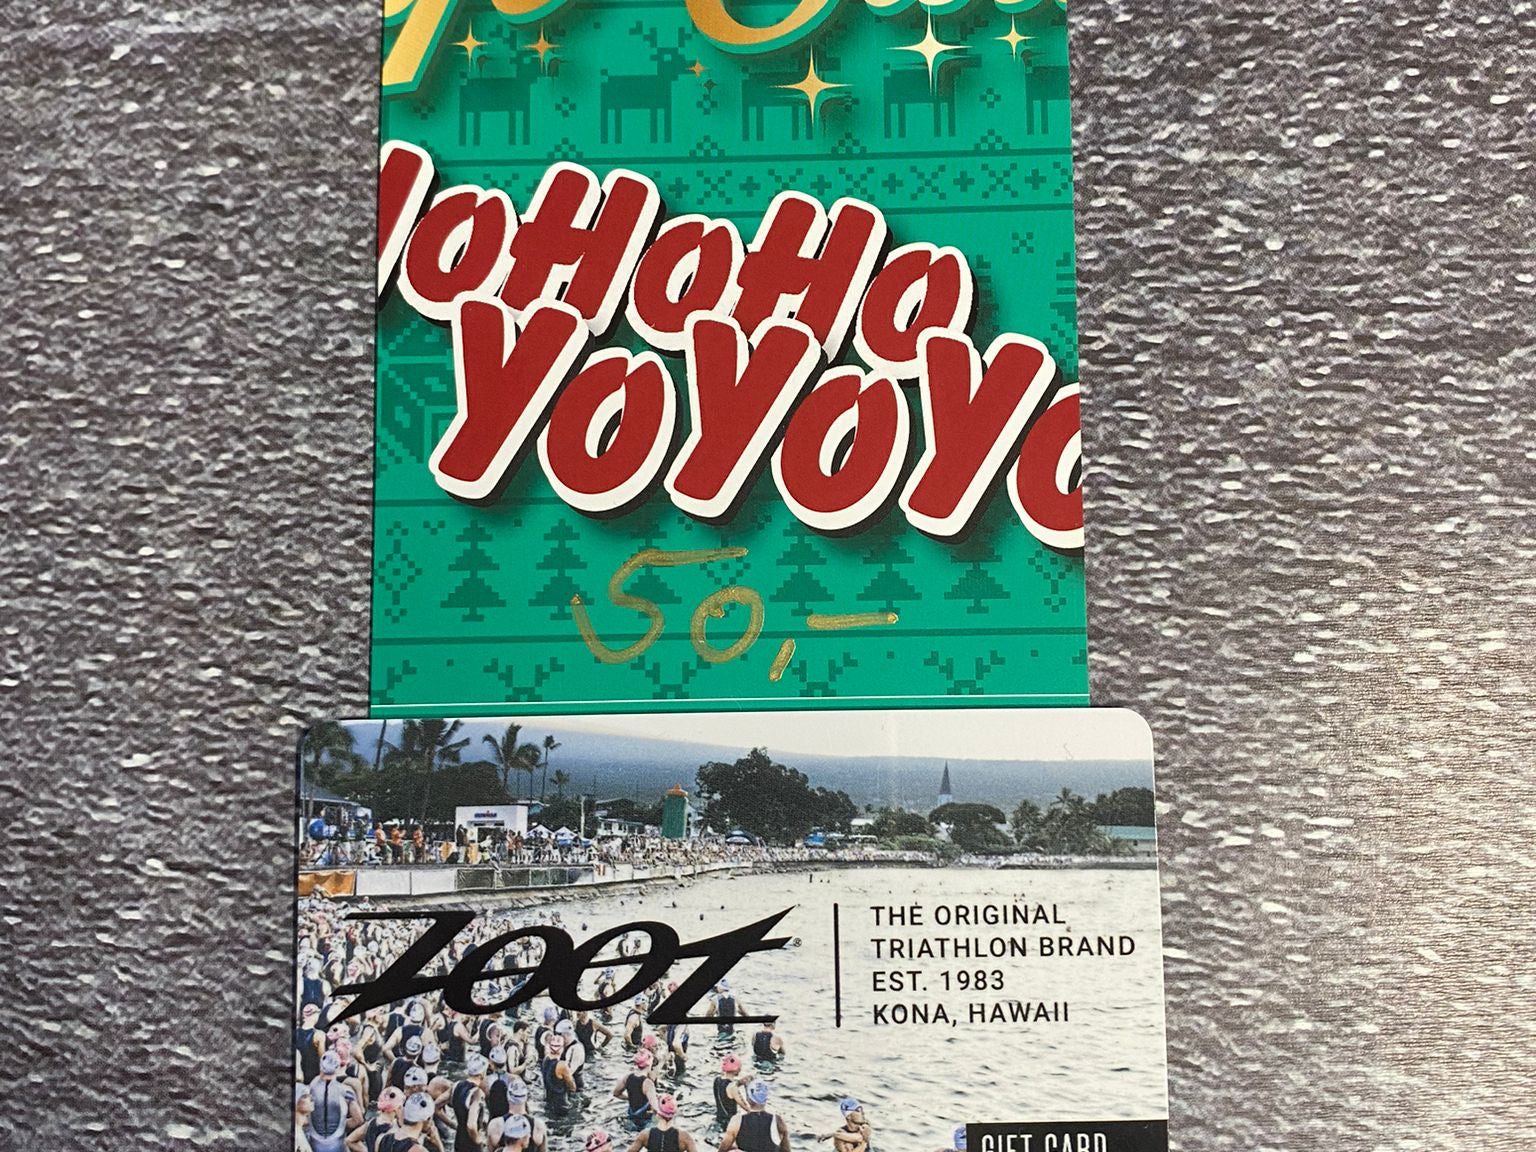 HoHoHo
YoYoYo
50,-
zoot®
THE ORIGINAL
TRIATHLON BRAND
EST. 1983
KONA, HAWAII
GIFT CARD